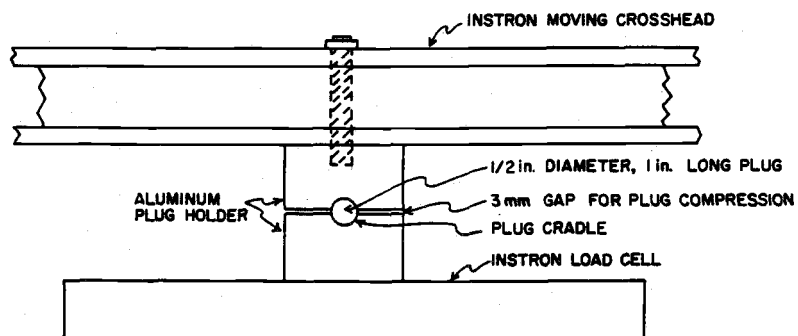 INSTRON MOVING CROSSHEAD
1/2 in. DIAMETER, 1 in. LONG PLUG
ALUMINUM
PLUG HOLDER
3 mm GAP FOR PLUG COMPRESSION
PLUG CRADLE
INSTRON LOAD CELL